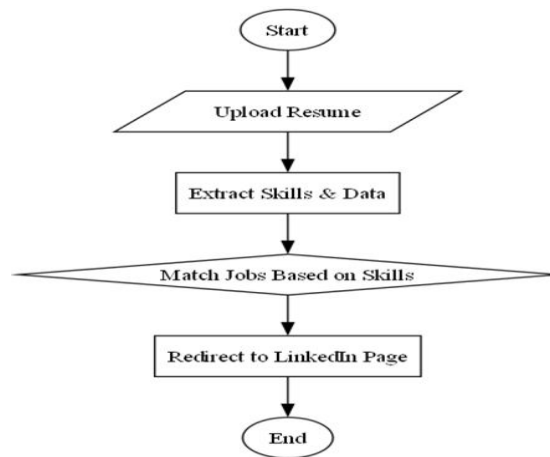 Start
Upload Resume
Extract Skills & Data
Match Jobs Based on Skills
Redirect to LinkedIn Page
End